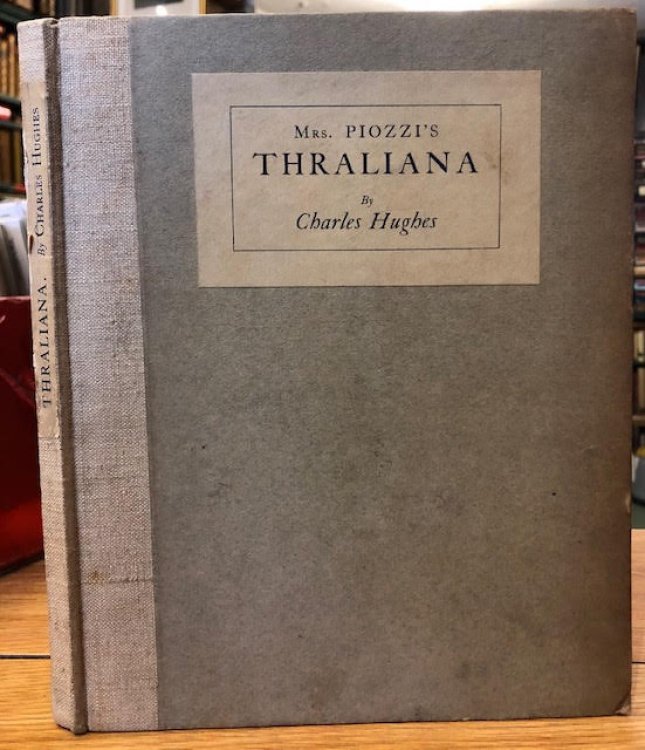 Mrs. PIOZZI'S
THRALIANA
By
Charles Hughes
THRALIANA. By CHARLES HUGHES